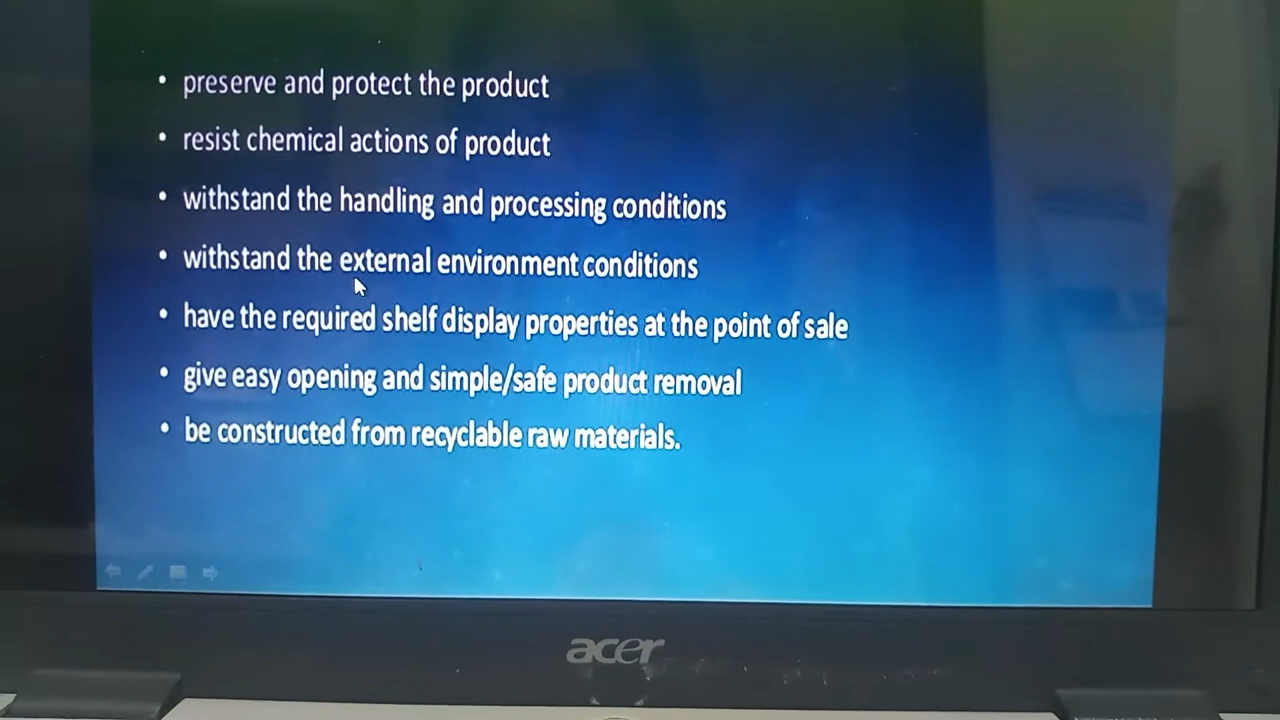 • preserve and protect the product
• resist chemical actions of product
• withstand the handling and processing conditions
• withstand the external environment conditions
• have the required shelf display properties at the point of sale
• give easy opening and simple/safe product removal
• be constructed from recyclable raw materials.
acer